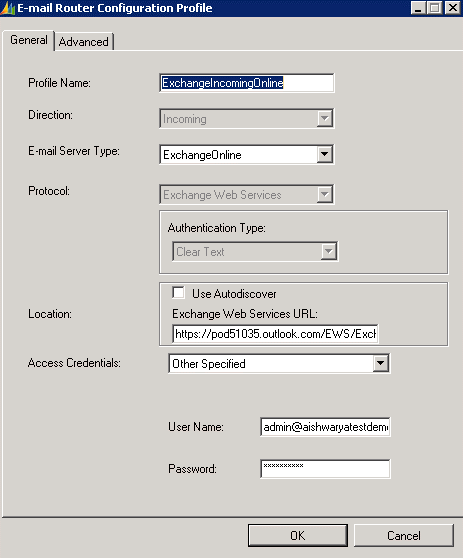 E-mail Router Configuration Profile
General Advanced
Profile Name: ExchangeIncomingOnline
Direction: Incoming
E-mail Server Type: ExchangeOnline
Protocol: Exchange Web Services
Authentication Type:
Clear Text
Use Autodiscover
Location: Exchange Web Services URL:
https://pod51035.outlook.com/EWS/Exch
Access Credentials: Other Specified
User Name: admin@aishwaryatestdem
Password: **********
OK Cancel